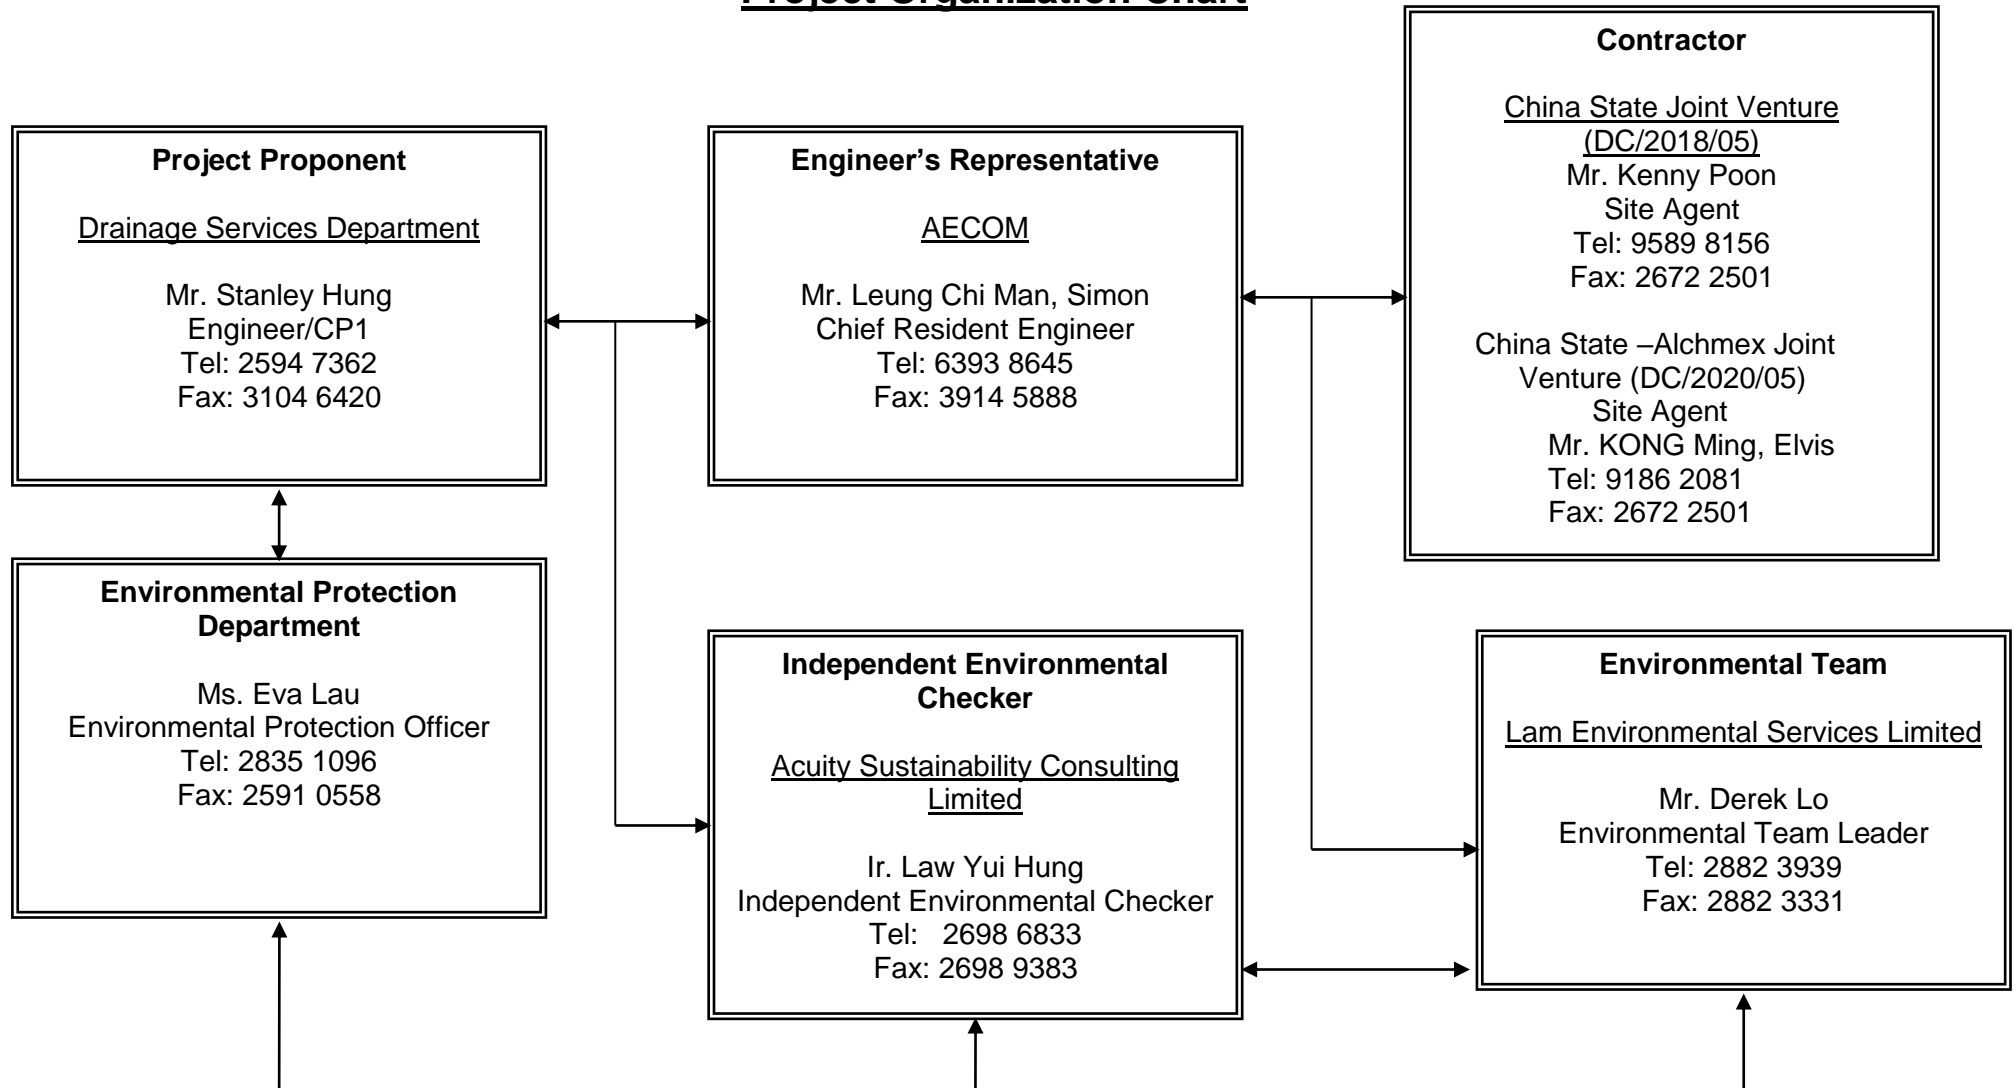 Project Organization Chart
Project Proponent
Drainage Services Department
Mr. Stanley Hung
Engineer/CP1
Tel: 2594 7362
Fax: 3104 6420
Engineer’s Representative
AECOM
Mr. Leung Chi Man, Simon
Chief Resident Engineer
Tel: 6393 8645
Fax: 3914 5888
Contractor
China State Joint Venture
(DC/2018/05)
Mr. Kenny Poon
Site Agent
Tel: 9589 8156
Fax: 2672 2501
China State –Alchmex Joint
Venture (DC/2020/05)
Site Agent
Mr. KONG Ming, Elvis
Tel: 9186 2081
Fax: 2672 2501
Environmental Protection
Department
Ms. Eva Lau
Environmental Protection Officer
Tel: 2835 1096
Fax: 2591 0558
Independent Environmental
Checker
Acuity Sustainability Consulting
Limited
Ir. Law Yui Hung
Independent Environmental Checker
Tel:   2698 6833
Fax: 2698 9383
Environmental Team
Lam Environmental Services Limited
Mr. Derek Lo
Environmental Team Leader
Tel: 2882 3939
Fax: 2882 3331